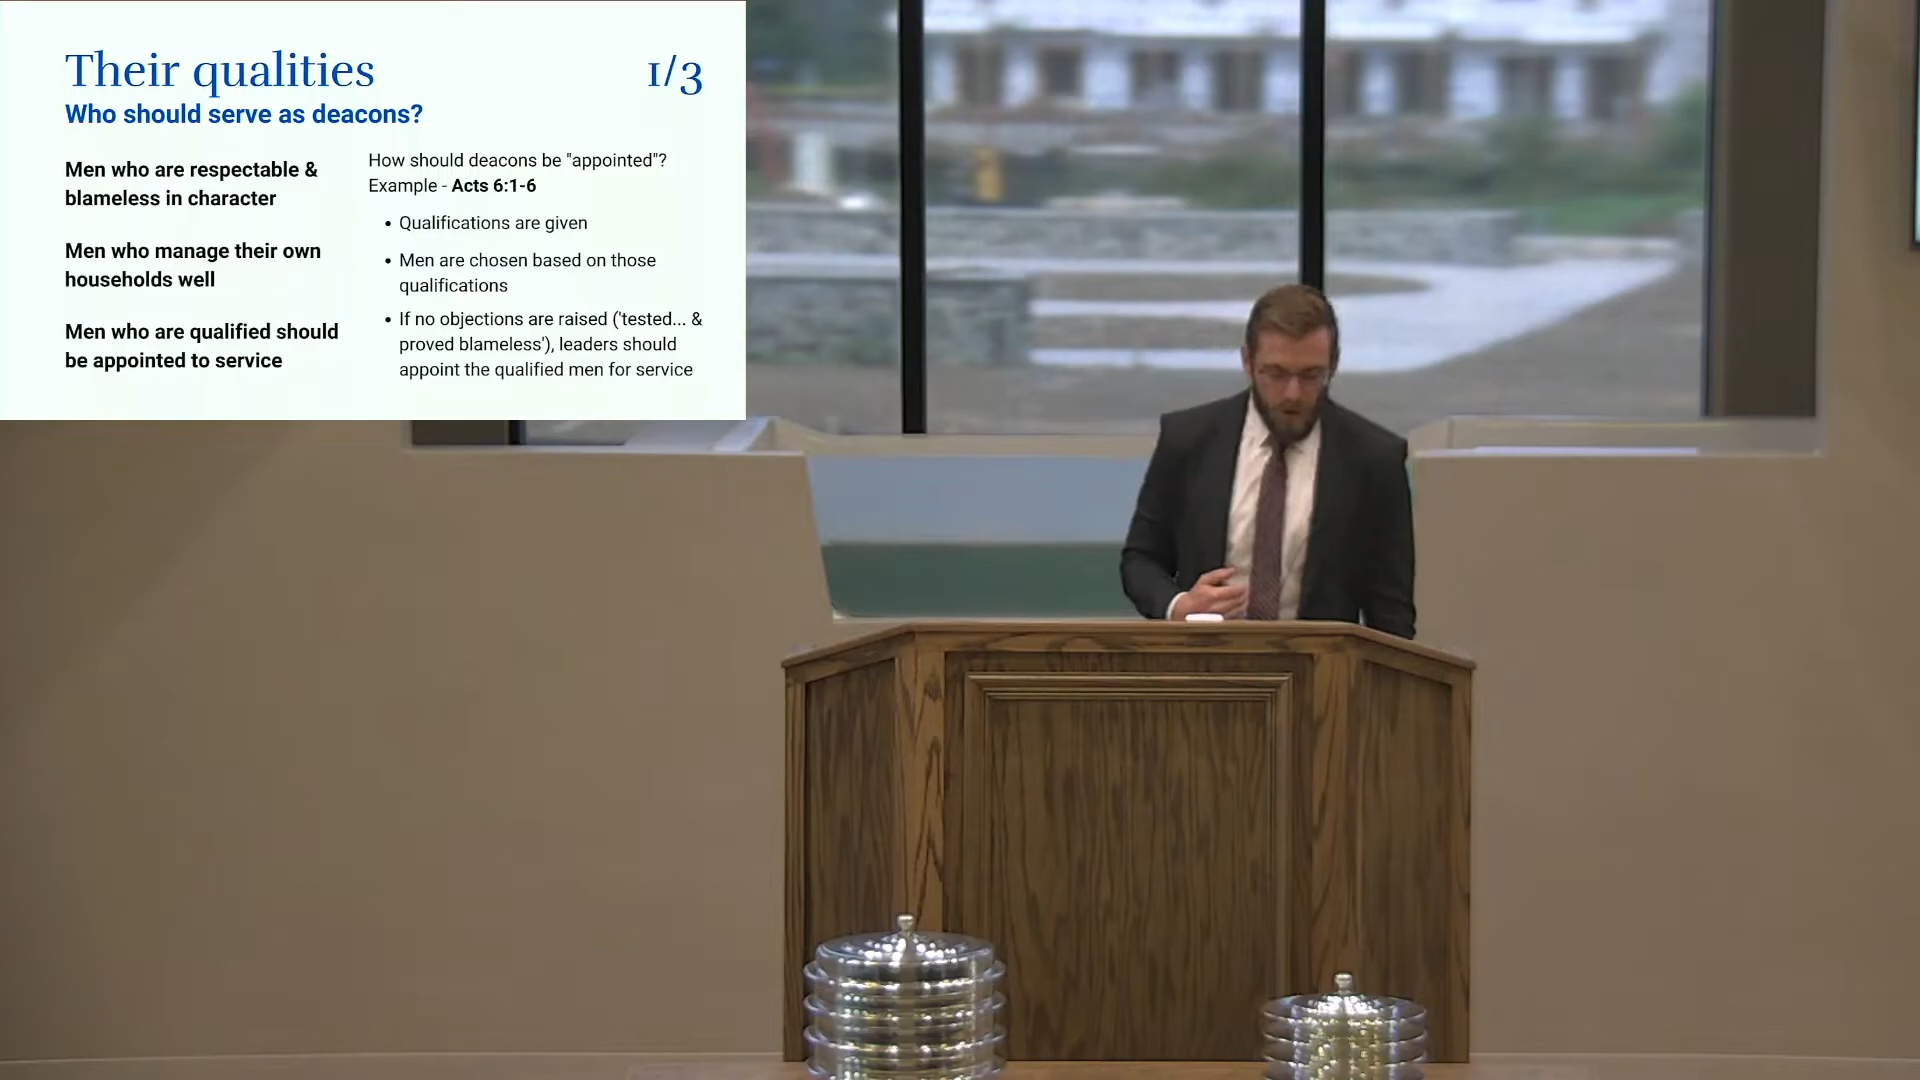 Their qualities
1/3
Who should serve as deacons?
Men who are respectable &
blameless in character
Men who manage their own
households well
Men who are qualified should
be appointed to service
How should deacons be "appointed"?
Example - Acts 6:1-6
• Qualifications are given
• Men are chosen based on those
qualifications
• If no objections are raised ('tested... &
proved blameless'), leaders should
appoint the qualified men for service